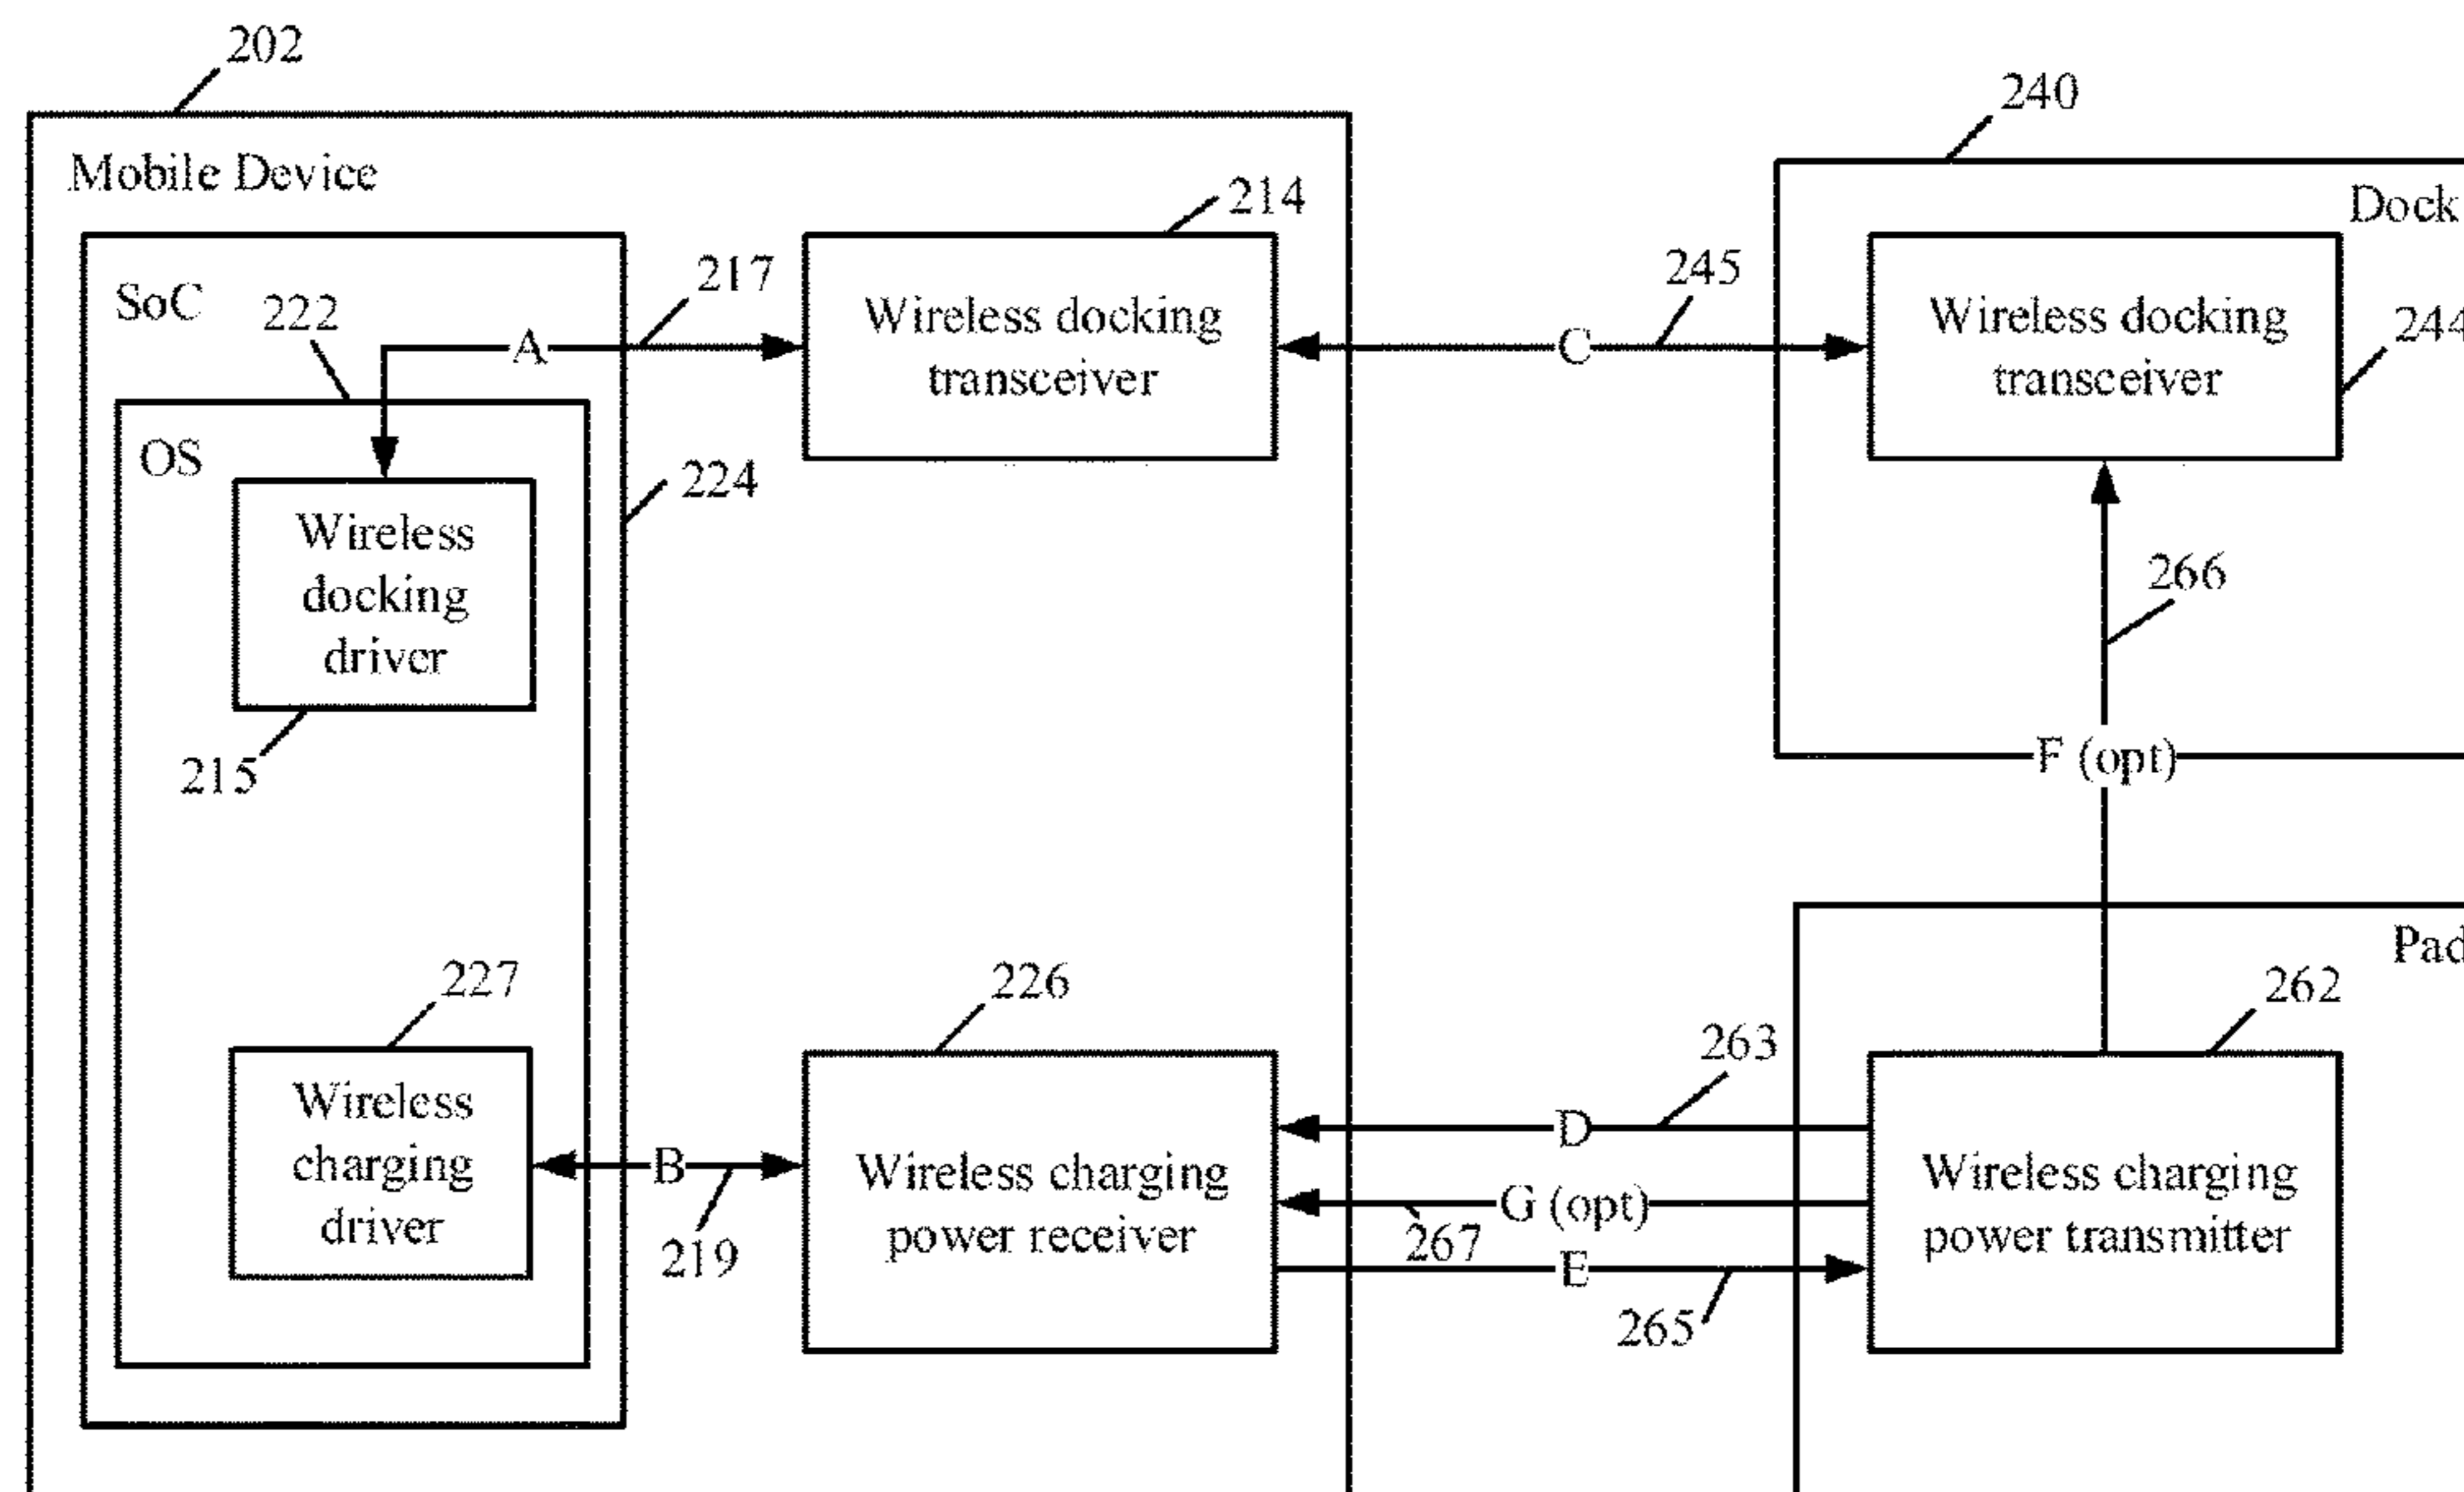 202
240
Mobile Device
214
Dock
SoC
222
A
217
Wireless docking
transceiver
245
C
Wireless docking
transceiver
244
OS
224
Wireless
docking
driver
266
215
F (opt)
Pad
227
226
262
263
Wireless
charging
driver
B
219
Wireless charging
power receiver
D
G (opt)
267
E
265
Wireless charging
power transmitter